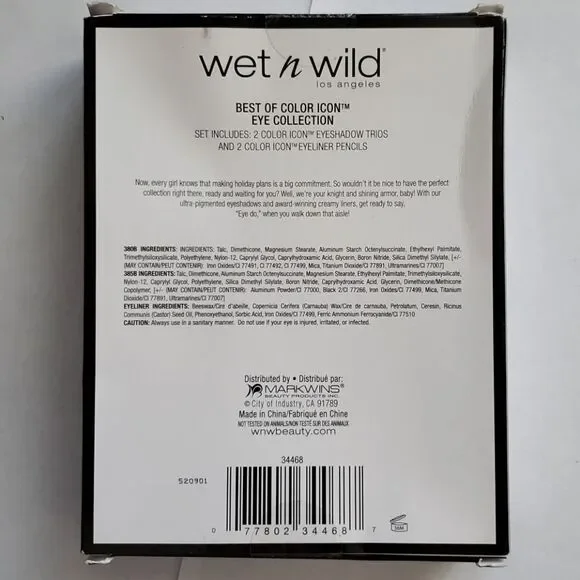 wet n wild®
los angeles
BEST OF COLOR ICON™
EYE COLLECTION
SET INCLUDES: 2 COLOR ICON™ EYESHADOW TRIOS
AND 2 COLOR ICON™ EYELINER PENCILS
Now, every girl knows that making holiday plans is a big commitment. So wouldn't it be nice to have the perfect
collection right there, ready and waiting for you? Well, we're your knight and shining armor, baby! With our
ultra-pigmented eyeshadows and award-winning creamy liners, get ready to say,
"Eye do," when you walk down that aisle!
380B INGREDIENTS: INGREDIENTS: Talc, Dimethicone, Magnesium Stearate, Aluminum Starch Octenylsuccinate, Ethylhexyl Palmitate,
Trimethylsiloxysilicate, Polyethylene, Nylon-12, Caprylyl Glycol, Caprylhydroxamic Acid, Glycerin, Boron Nitride, Silica Dimethyl Silylate, [+/-
(MAY CONTAIN/PEUT CONTENIR): Iron Oxides/CI 77491, CI 77492, CI 77499, Mica, Titanium Dioxide/CI 77891, Ultramarines/CI 77007]
385B INGREDIENTS: Talc, Dimethicone, Aluminum Starch Octenylsuccinate, Magnesium Stearate, Ethylhexyl Palmitate, Trimethylsiloxysilicate,
Nylon-12, Caprylyl Glycol, Polyethylene, Silica Dimethyl Silylate, Boron Nitride, Caprylhydroxamic Acid, Glycerin, Dimethicone/Methicone
Copolymer, [+/- (MAY CONTAIN/PEUT CONTENIR): Aluminum Powder/CI 77000, Black 2/CI 77266, Iron Oxides/CI 77499, Mica, Titanium
Dioxide/CI 77891, Ultramarines/CI 77007]
EYELINER INGREDIENTS: Beeswax/Cire d'abeille, Copernicia Cerifera (Carnauba) Wax/Cire de carnauba, Petrolatum, Ceresin, Ricinus
Communis (Castor) Seed Oil, Phenoxyethanol, Sorbic Acid, Iron Oxides/CI 77499, Ferric Ammonium Ferrocyanide/CI 77510
CAUTION: Always use in a sanitary manner. Do not use if your eye is injured, irritated, or infected.
Distributed by • Distribué par:
MARKWINS®
BEAUTY PRODUCTS INC.
© City of Industry, CA 91789
Made in China/Fabriqué en Chine
NOT TESTED ON ANIMALS/NON TESTÉ SUR DES ANIMAUX
wnwbeauty.com
34468
520901
0 77802 34468 7
36M